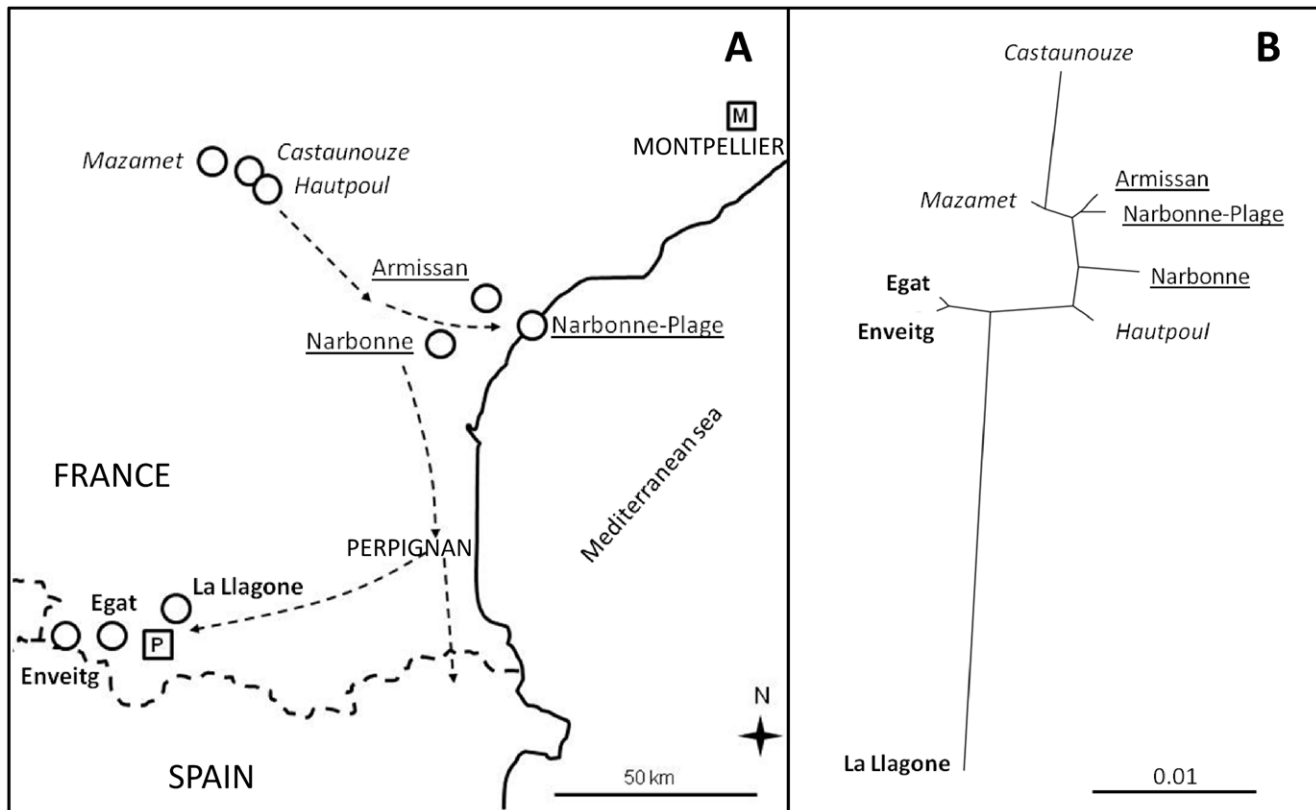 A
M
MONTPELLIER
Mazamet
Castaunouze
Hautpoul
Armissan
Narbonne
Narbonne-Plage
FRANCE
Mediterranean sea
PERPIGNAN
La Llagone
Egat
P
Enveitg
N
SPAIN
50 km
B
Castaunouze
Armissan
Mazamet
Narbonne-Plage
Narbonne
Egat
Enveitg
Hautpoul
La Llagone
0.01